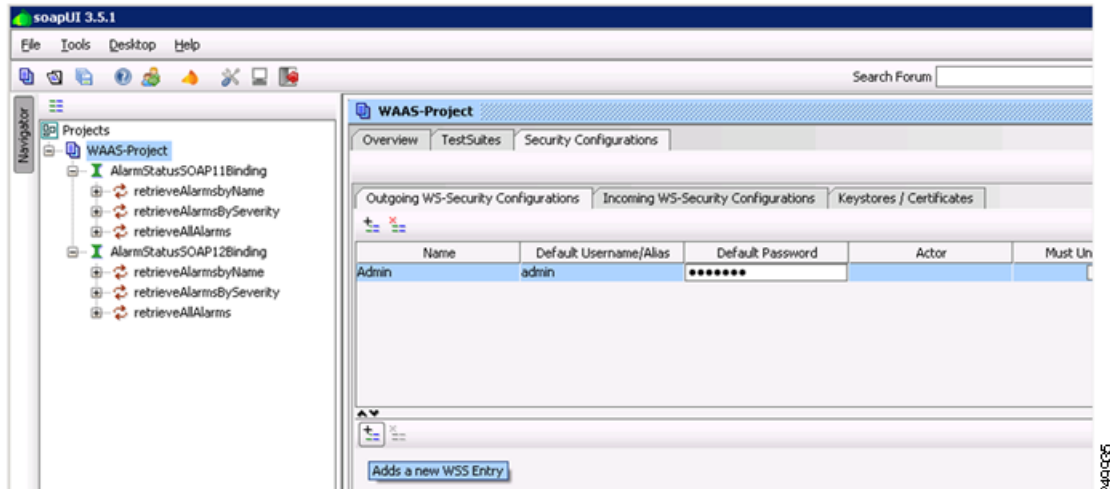 soapUI 3.5.1
File Tools Desktop Help
Search Forum
Navigator
Projects
WAAS-Project
AlarmStatusSOAP11Binding
retrieveAlarmsbyName
retrieveAlarmsBySeverity
retrieveAllAlarms
AlarmStatusSOAP12Binding
retrieveAlarmsbyName
retrieveAlarmsBySeverity
retrieveAllAlarms
WAAS-Project
Overview TestSuites Security Configurations
Outgoing WS-Security Configurations Incoming WS-Security Configurations Keystores / Certificates
Name Default Username/Alias Default Password Actor Must Un
Admin admin •••••••
Adds a new WSS Entry
249935